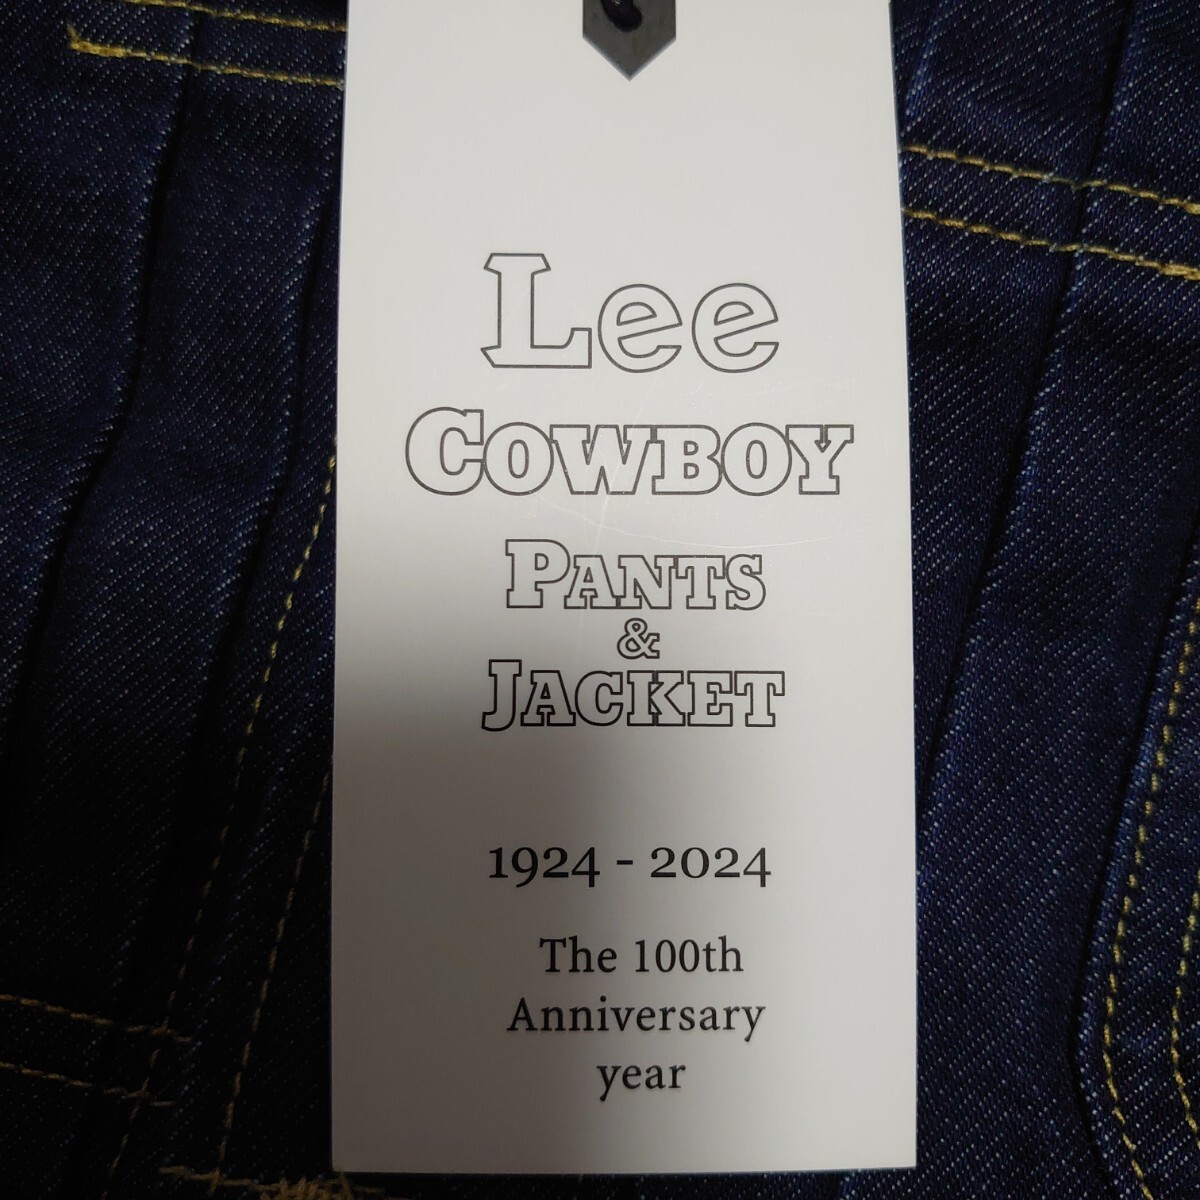 Lee
COWBOY
PANTS
&
JACKET
1924 - 2024
The 100th
Anniversary
year